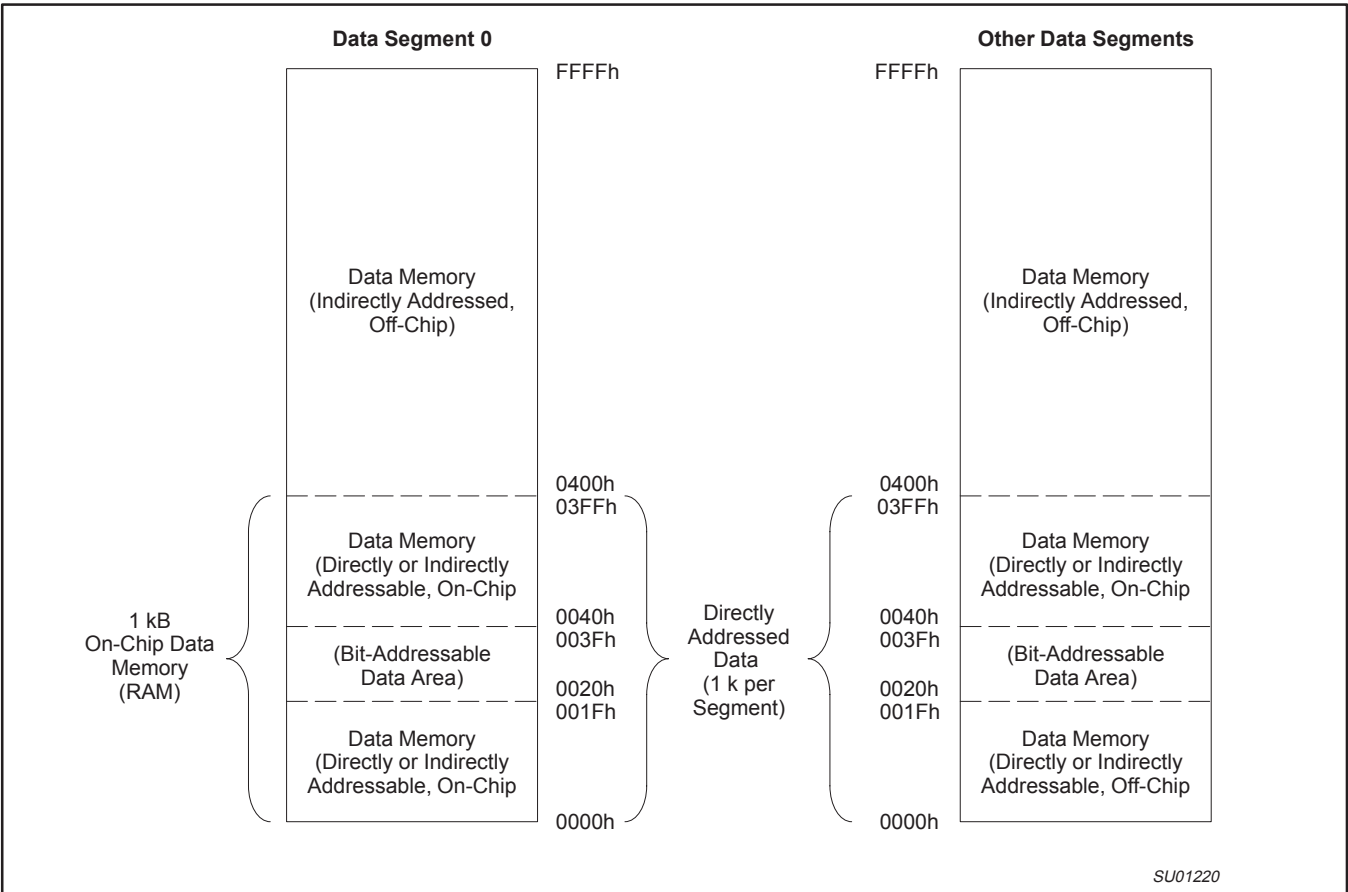 Data Segment 0
FFFFh
Data Memory
(Indirectly Addressed,
Off-Chip)
0400h
03FFh
Data Memory
(Directly or Indirectly
Addressable, On-Chip
0040h
003Fh
(Bit-Addressable
Data Area)
0020h
001Fh
Data Memory
(Directly or Indirectly
Addressable, On-Chip
0000h
1 kB
On-Chip Data
Memory
(RAM)
Directly
Addressed
Data
(1 k per
Segment)
Other Data Segments
FFFFh
Data Memory
(Indirectly Addressed,
Off-Chip)
0400h
03FFh
Data Memory
(Directly or Indirectly
Addressable, On-Chip
0040h
003Fh
(Bit-Addressable
Data Area)
0020h
001Fh
Data Memory
(Directly or Indirectly
Addressable, Off-Chip
0000h
SU01220